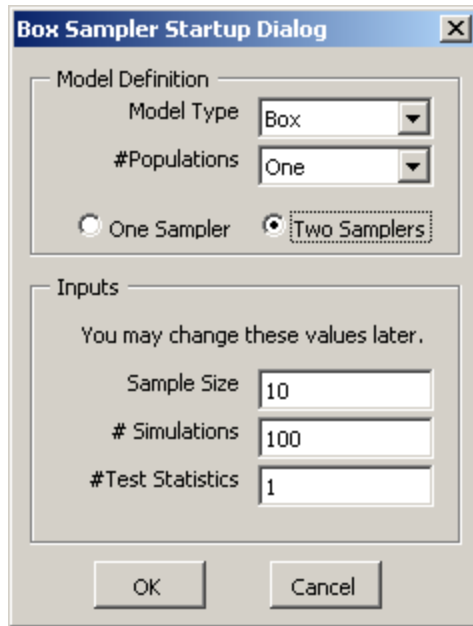 Box Sampler Startup Dialog
Model Definition
Model Type Box
#Populations One
One Sampler Two Samplers
Inputs
You may change these values later.
Sample Size 10
# Simulations 100
#Test Statistics 1
OK Cancel